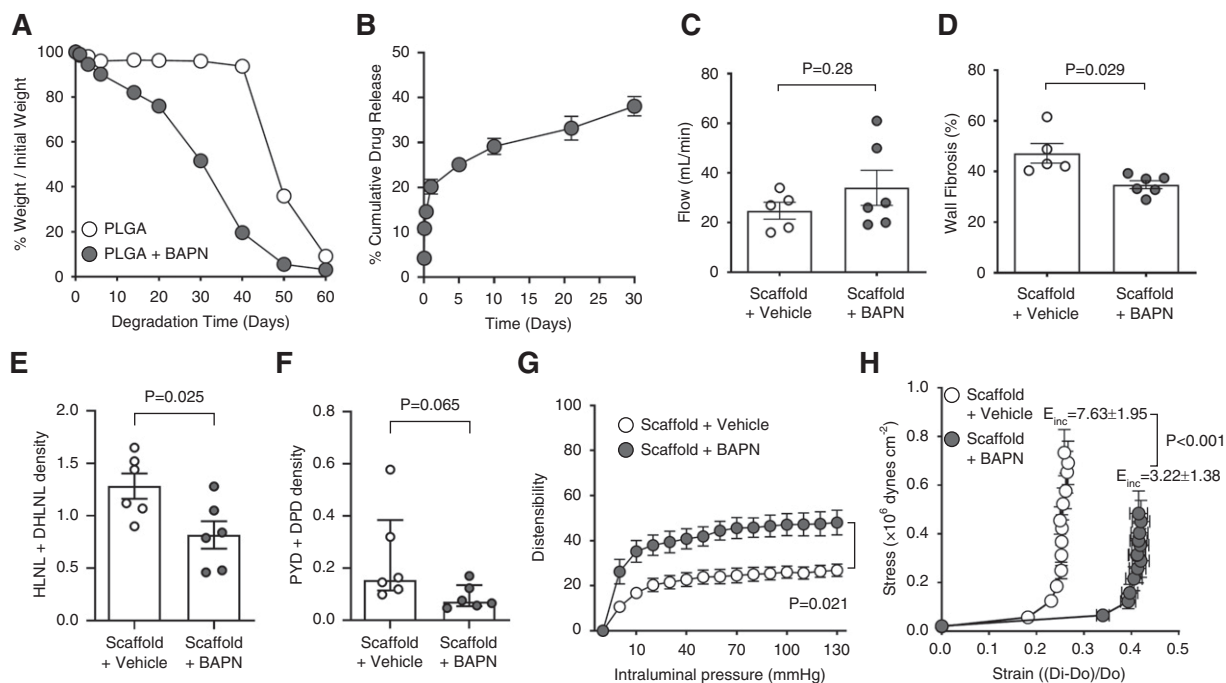 A
% Weight / Initial Weight
100
80
60
40
20
0
PLGA
PLGA + BAPN
0 10 20 30 40 50 60
Degradation Time (Days)
B
% Cumulative Drug Release
50
40
30
20
10
0
0 5 10 15 20 25 30
Time (Days)
C
P=0.28
Flow (mL/min)
80
60
40
20
0
Scaffold
+ Vehicle
Scaffold
+ BAPN
D
P=0.029
Wall Fibrosis (%)
80
60
40
20
0
Scaffold
+ Vehicle
Scaffold
+ BAPN
E
P=0.025
HLNL + DHLNL density
2.0
1.5
1.0
0.5
0.0
Scaffold
+ Vehicle
Scaffold
+ BAPN
F
P=0.065
PYD + DPD density
0.8
0.6
0.4
0.2
0.0
Scaffold
+ Vehicle
Scaffold
+ BAPN
G
Distensibility
100
80
60
40
20
0
Scaffold + Vehicle
Scaffold + BAPN
P=0.021
10 40 70 100 130
Intraluminal pressure (mmHg)
H
Stress (×10⁶ dynes cm⁻²)
1.0
0.8
0.6
0.4
0.2
0.0
Scaffold
+ Vehicle
Scaffold
+ BAPN
Einc=7.63±1.95
P<0.001
Einc=3.22±1.38
0.0 0.1 0.2 0.3 0.4 0.5
Strain ((Di-Do)/Do)